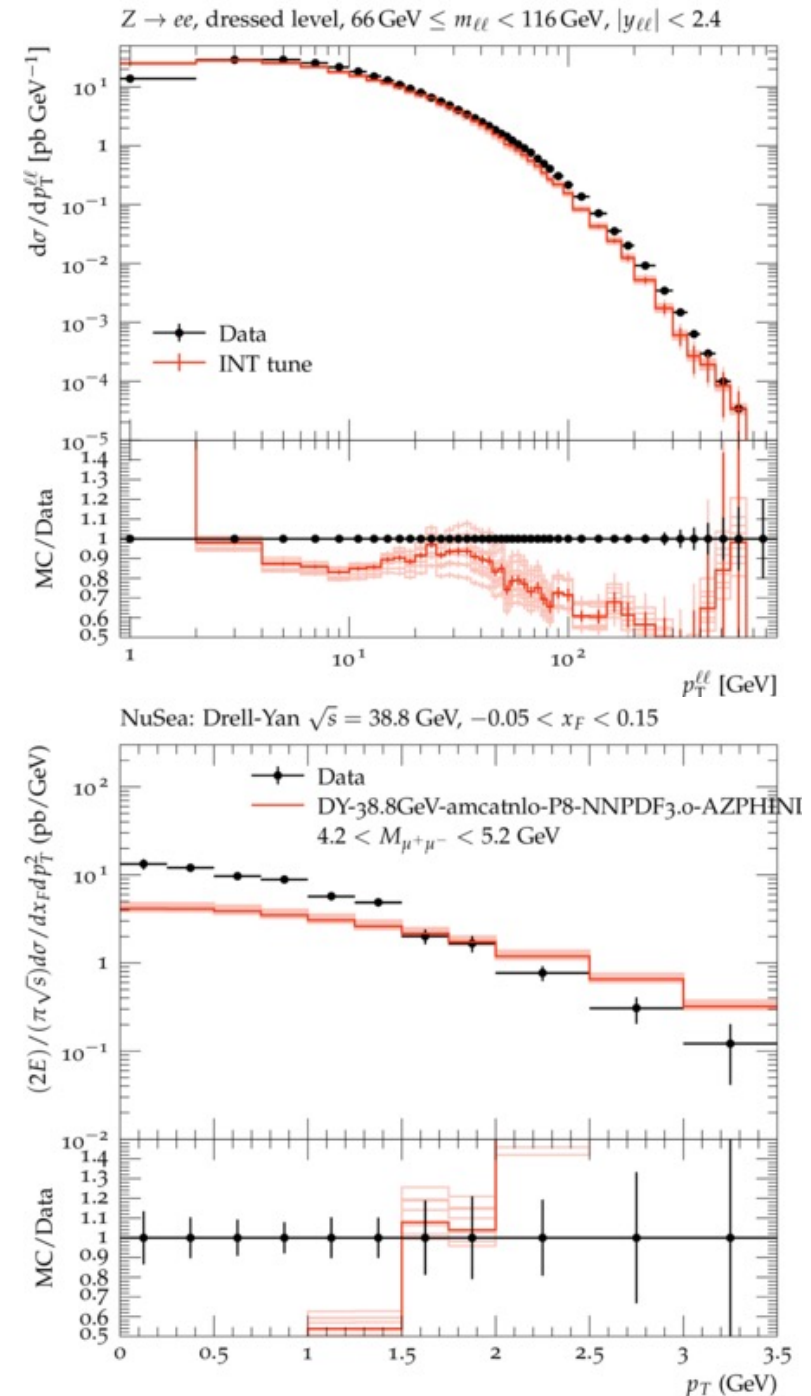 Z → ee, dressed level, 66 GeV ≤ mℓℓ < 116 GeV, |yℓℓ| < 2.4
dσ/dp_T^ℓℓ [pb GeV⁻¹]
10¹
1
10⁻¹
10⁻²
10⁻³
10⁻⁴
10⁻⁵
Data
INT tune
MC/Data
1.4
1.3
1.2
1.1
1
0.9
0.8
0.7
0.6
0.5
1 10¹ 10²
p_T^ℓℓ [GeV]
NuSea: Drell-Yan √s = 38.8 GeV, −0.05 < x_F < 0.15
(2E)/(π√s)dσ/dx_Fdp_T² (pb/GeV)
10²
10¹
1
10⁻¹
10⁻²
Data
DY-38.8GeV-amcatnlo-P8-NNPDF3.0-AZPHINI
4.2 < M_μ⁺μ⁻ < 5.2 GeV
MC/Data
1.4
1.3
1.2
1.1
1
0.9
0.8
0.7
0.6
0.5
0 0.5 1 1.5 2 2.5 3 3.5
p_T (GeV)